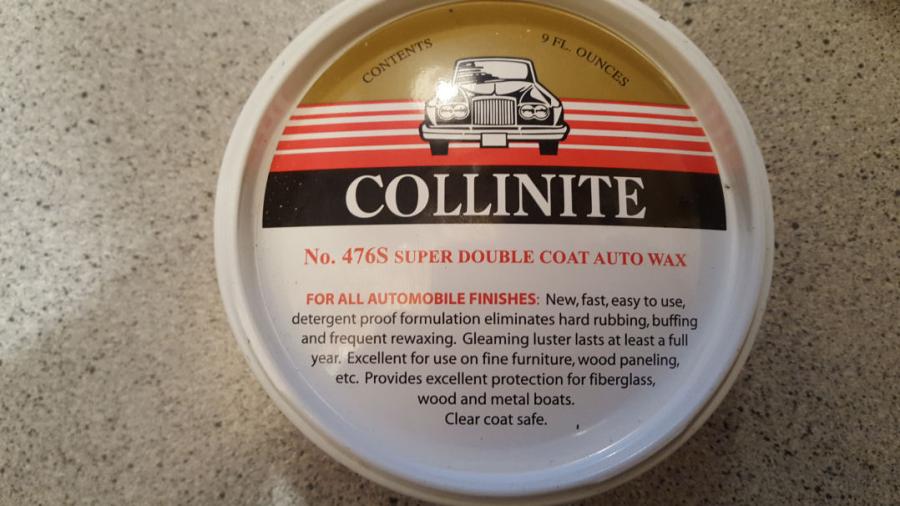 CONTENTS 9 FL. OUNCES
COLLINITE
No. 476S SUPER DOUBLE COAT AUTO WAX
FOR ALL AUTOMOBILE FINISHES: New, fast, easy to use,
detergent proof formulation eliminates hard rubbing, buffing
and frequent rewaxing. Gleaming luster lasts at least a full
year. Excellent for use on fine furniture, wood paneling,
etc. Provides excellent protection for fiberglass,
wood and metal boats.
Clear coat safe.